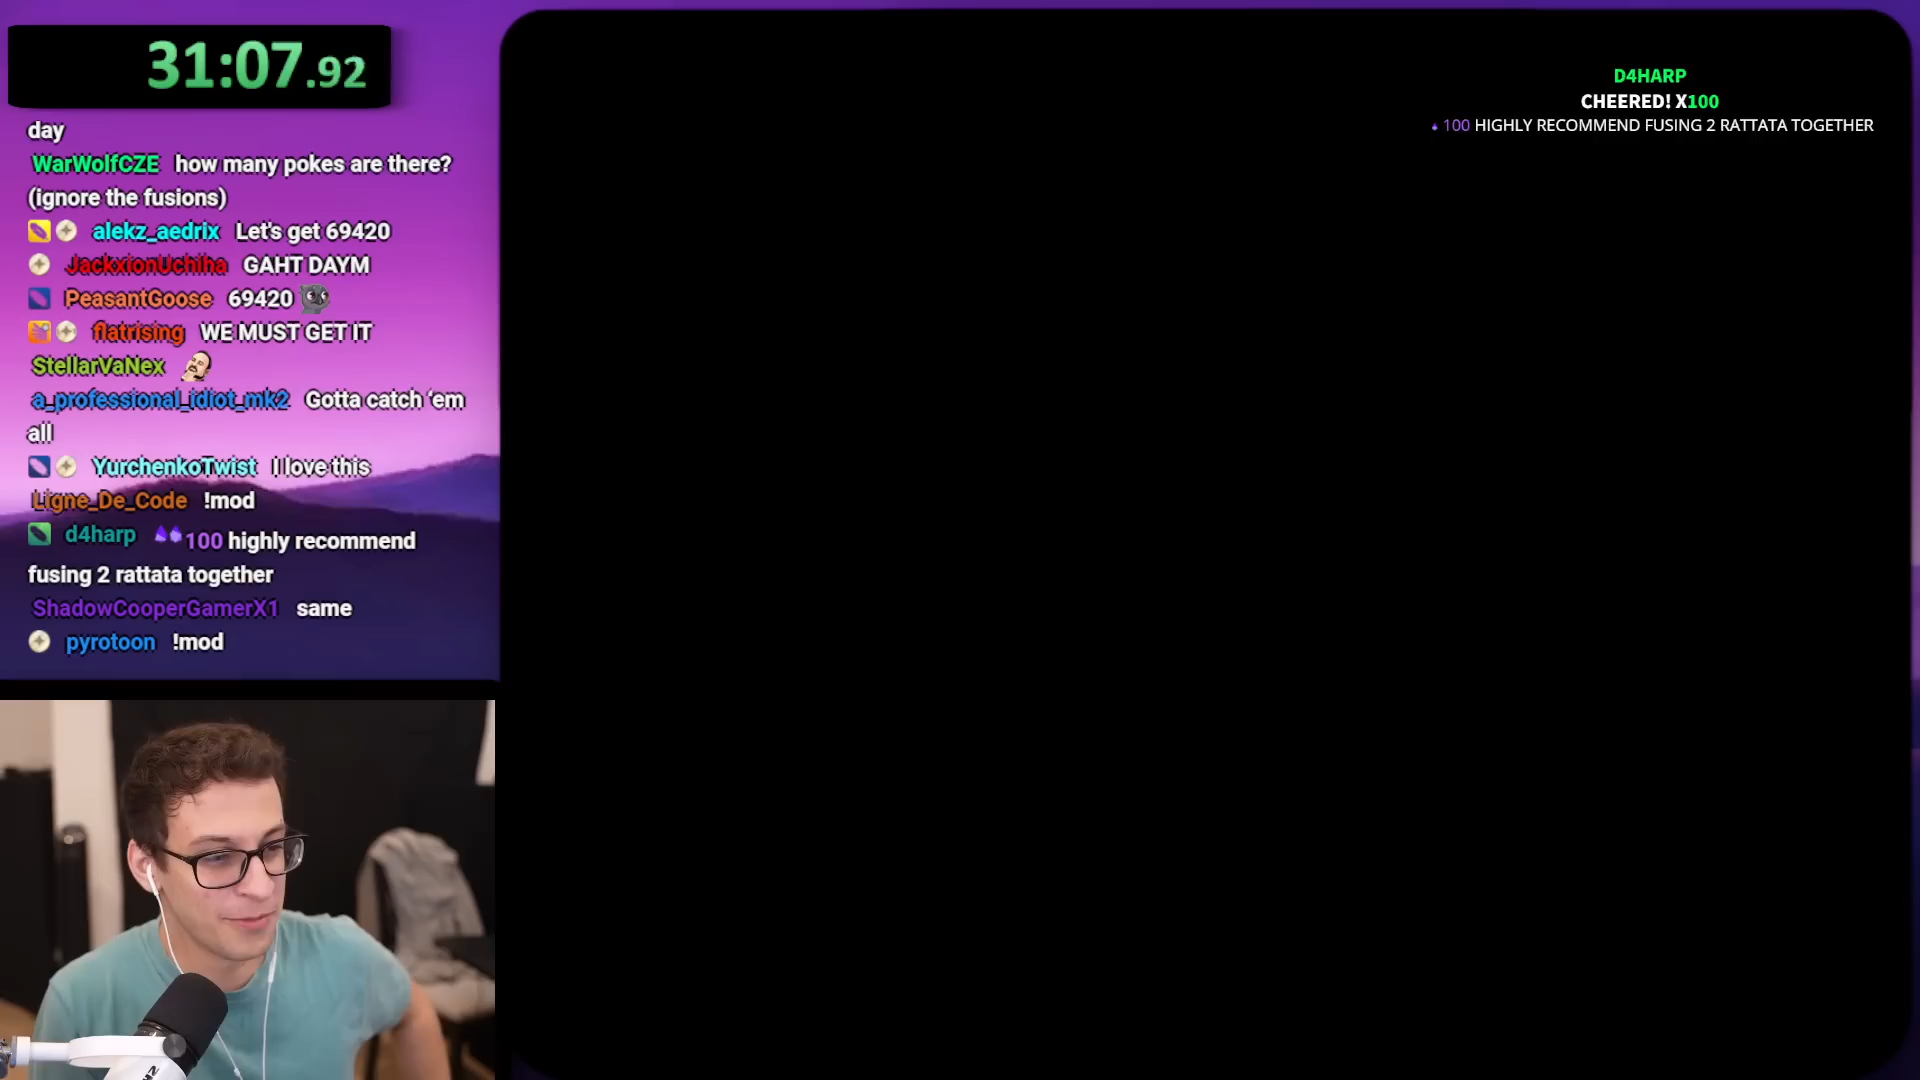 31:07.92
day
WarWolfCZE how many pokes are there?
(ignore the fusions)
alekz_aedrix Let's get 69420
JackxionUchiha GAHT DAYM
PeasantGoose 69420
flatrising WE MUST GET IT
StellarVaNex
a_professional_idiot_mk2 Gotta catch ‘em
all
YurchenkoTwist I love this
Ligne_De_Code !mod
d4harp 100 highly recommend
fusing 2 rattata together
ShadowCooperGamerX1 same
pyrotoon !mod
D4HARP
CHEERED! X100
100 HIGHLY RECOMMEND FUSING 2 RATTATA TOGETHER